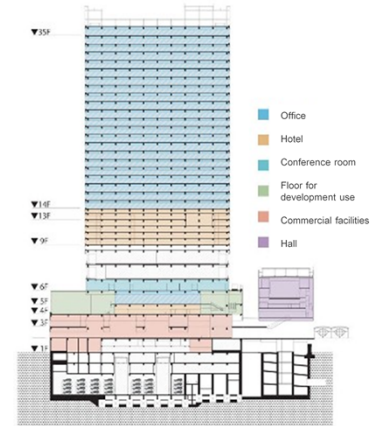 ▼35F
Office
Hotel
Conference room
Floor for
development use
Commercial facilities
Hall
▼14F
▼13F
▼9F
▼6F
▼5F
▼4F
▼3F
▼1F